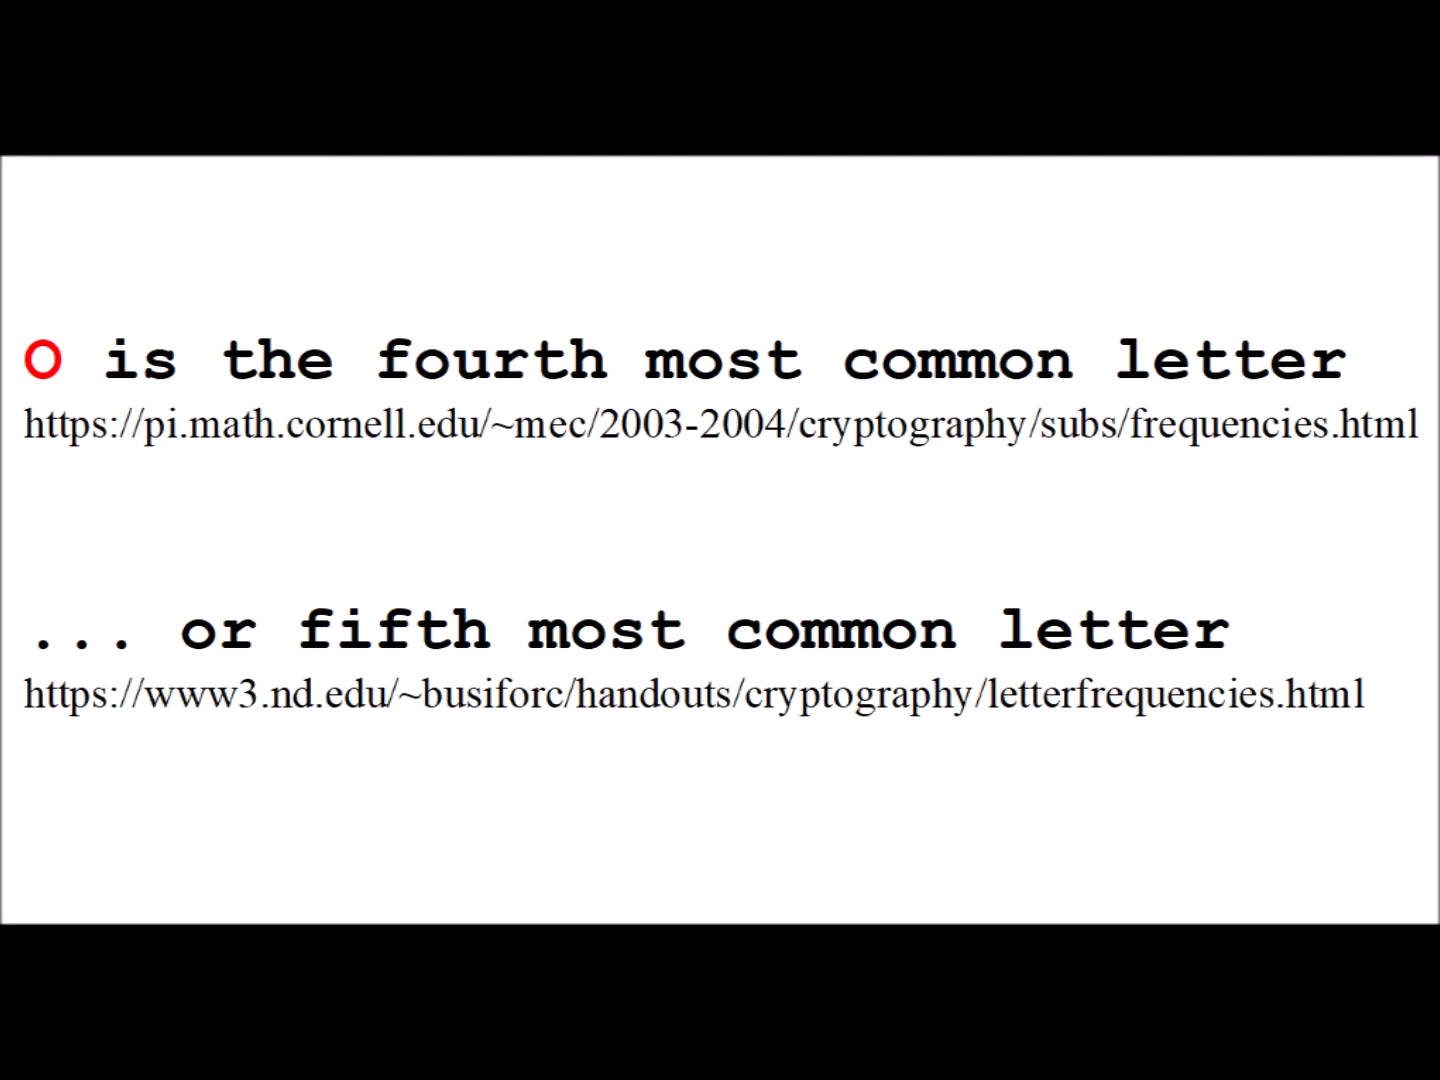 O is the fourth most common letter
https://pi.math.cornell.edu/~mec/2003-2004/cryptography/subs/frequencies.html
... or fifth most common letter
https://www3.nd.edu/~busiforc/handouts/cryptography/letterfrequencies.html